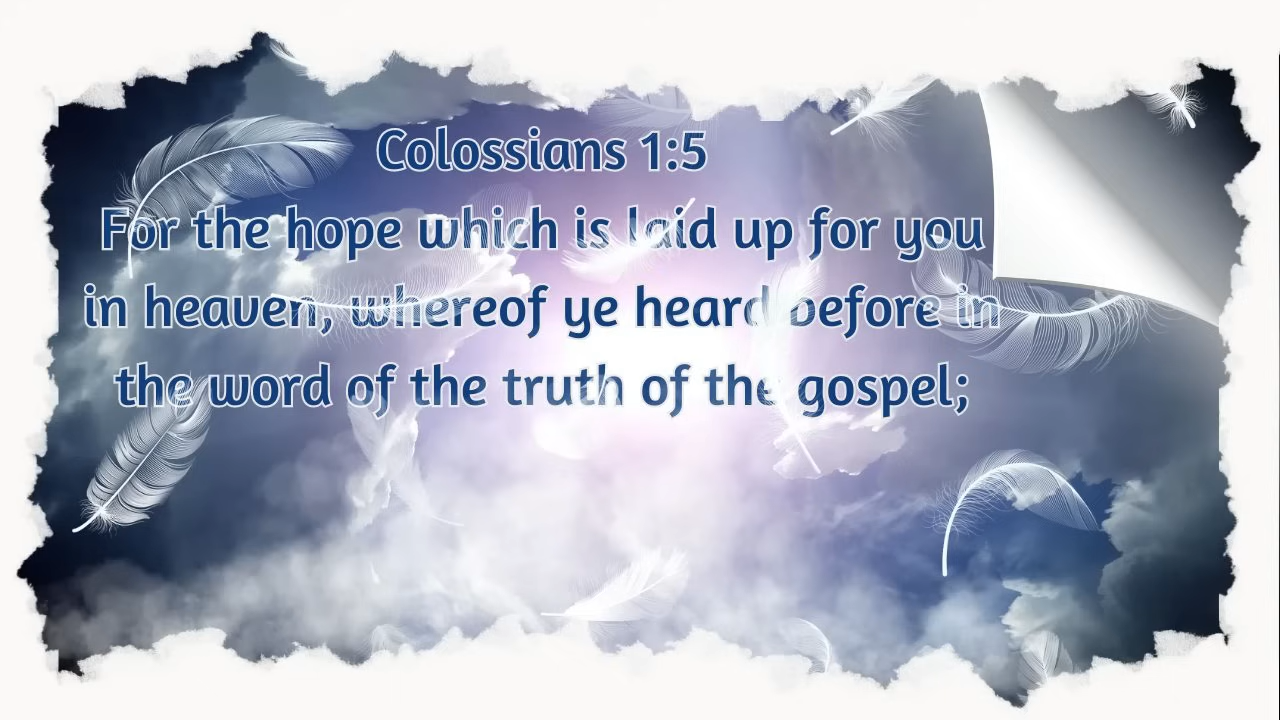 Colossians 1:5
For the hope which is laid up for you
in heaven, whereof ye heard before in
the word of the truth of the gospel;